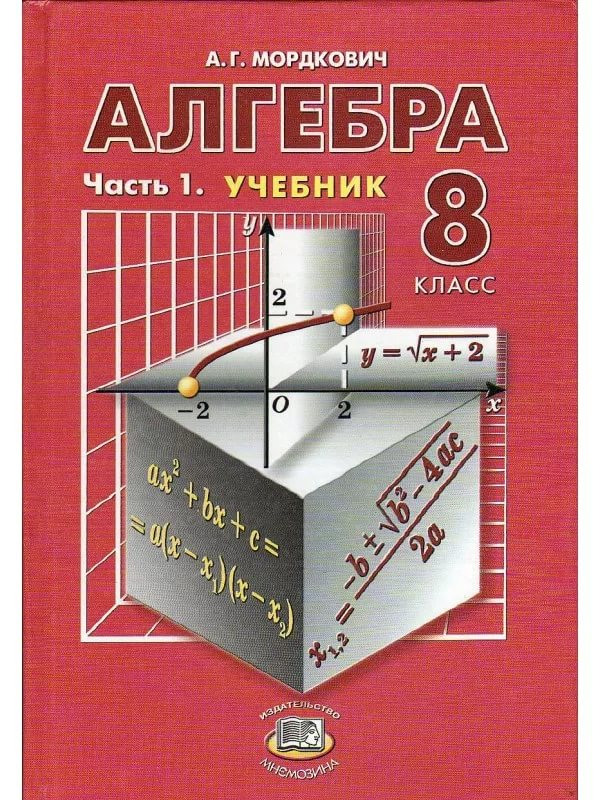 А. Г. МОРДКОВИЧ
АЛГЕБРА
Часть 1. УЧЕБНИК
8
КЛАСС
y
2
y = √(x + 2)
−2
O
2
x
ax² + bx + c =
= a(x − x₁)(x − x₂)
x₁,₂ = (−b ± √(b² − 4ac)) / 2a
ИЗДАТЕЛЬСТВО
МНЕМОЗИНА